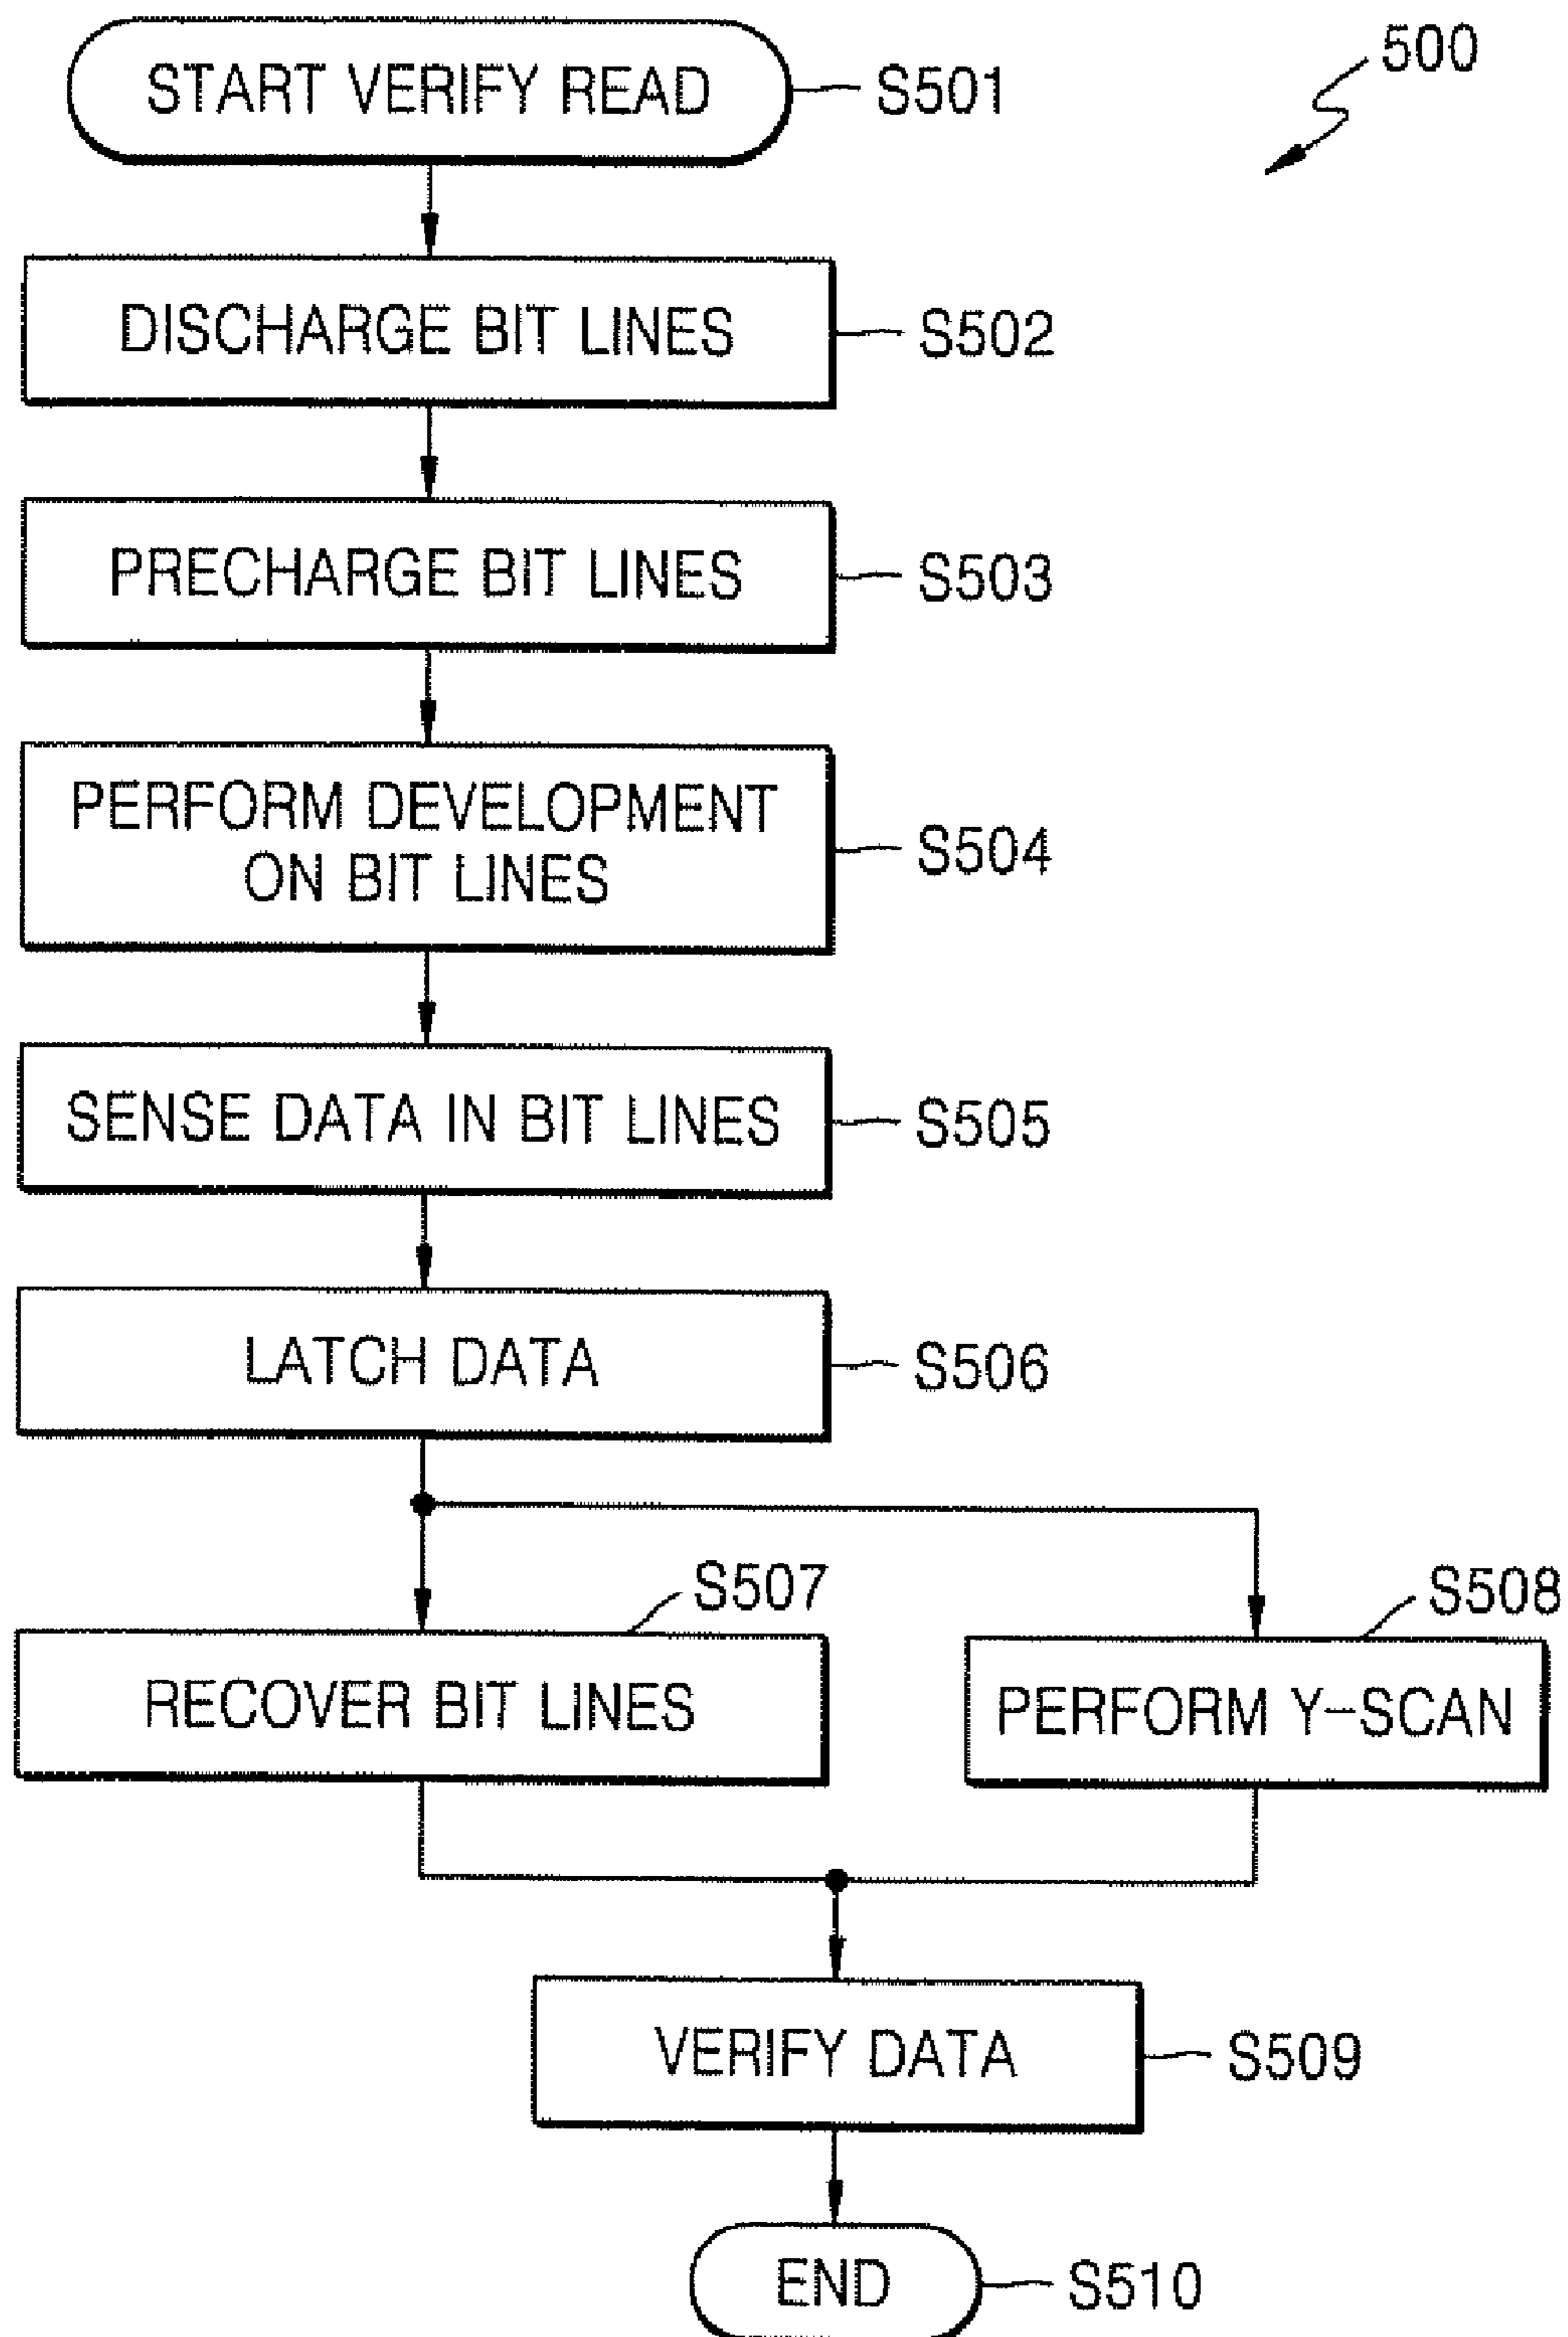 500
START VERIFY READ
S501
DISCHARGE BIT LINES
S502
PRECHARGE BIT LINES
S503
PERFORM DEVELOPMENT
ON BIT LINES
S504
SENSE DATA IN BIT LINES
S505
LATCH DATA
S506
S507
RECOVER BIT LINES
S508
PERFORM Y-SCAN
VERIFY DATA
S509
END
S510